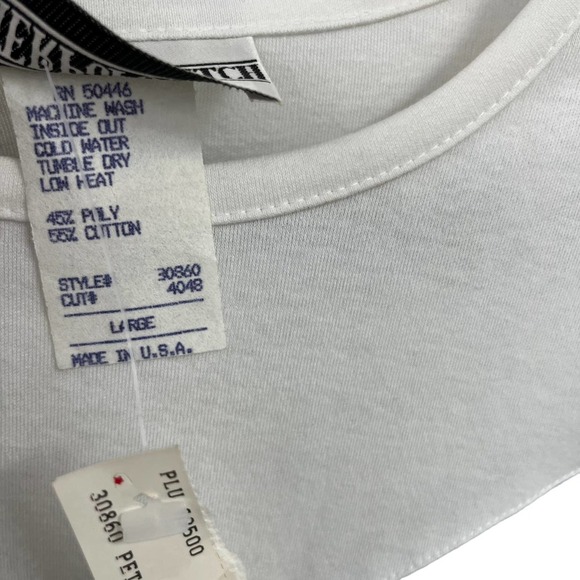 RN 50446
MACHINE WASH
INSIDE OUT
COLD WATER
TUMBLE DRY
LOW HEAT
45% POLY
55% COTTON
STYLE# 30860
CUT# 4048
LARGE
MADE IN U.S.A.
PLU
30860 PET